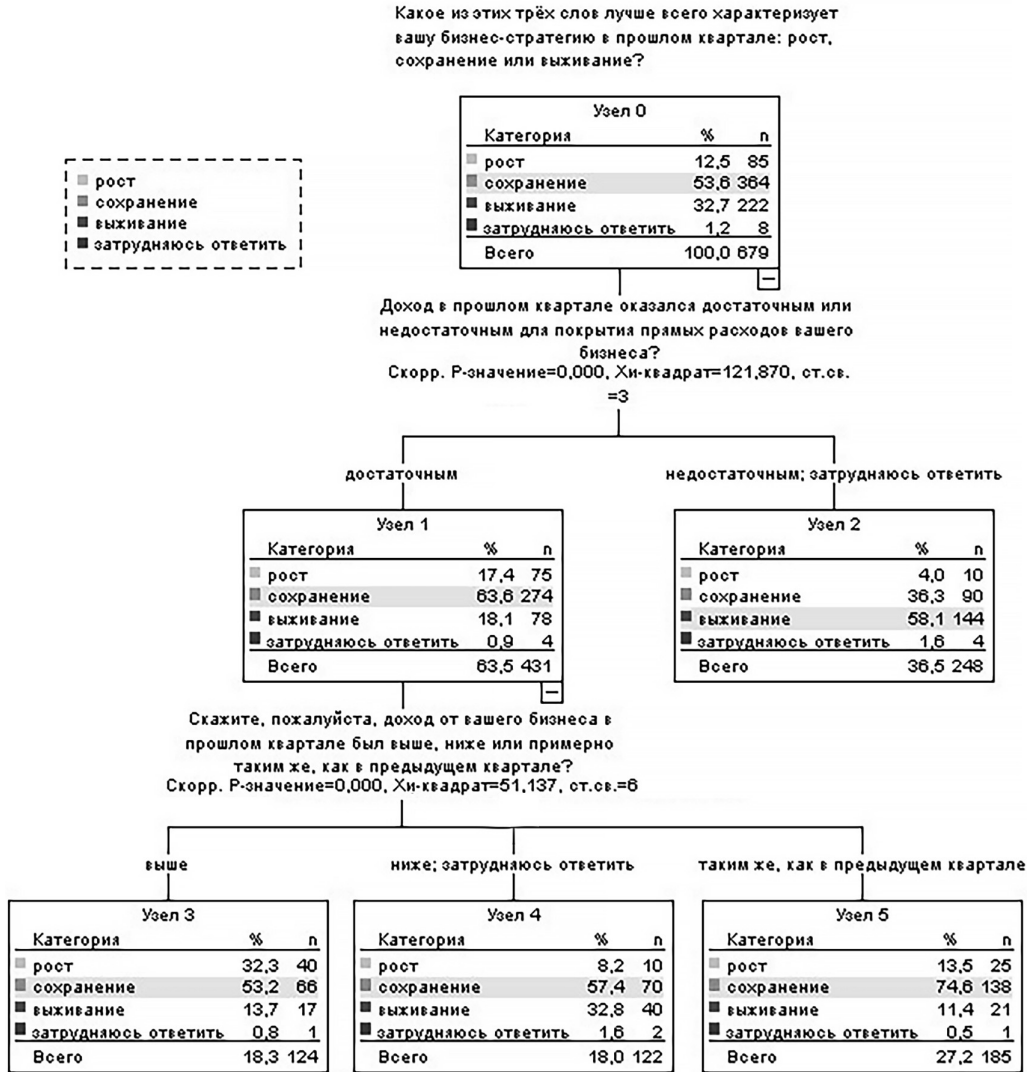 Какое из этих трёх слов лучше всего характеризует
вашу бизнес-стратегию в прошлом квартале: рост,
сохранение или выживание?
Узел 0
Категория % n
рост 12,5 85
сохранение 53,6 364
выживание 32,7 222
затрудняюсь ответить 1,2 8
Всего 100,0 679
рост
сохранение
выживание
затрудняюсь ответить
Доход в прошлом квартале оказался достаточным или
недостаточным для покрытия прямых расходов вашего
бизнеса?
Скорр. P-значение=0,000, Хи-квадрат=121,870, ст.св.
=3
достаточным
недостаточным; затрудняюсь ответить
Узел 1
Категория % n
рост 17,4 75
сохранение 63,6 274
выживание 18,1 78
затрудняюсь ответить 0,9 4
Всего 63,5 431
Узел 2
Категория % n
рост 4,0 10
сохранение 36,3 90
выживание 58,1 144
затрудняюсь ответить 1,6 4
Всего 36,5 248
Скажите, пожалуйста, доход от вашего бизнеса в
прошлом квартале был выше, ниже или примерно
таким же, как в предыдущем квартале?
Скорр. P-значение=0,000, Хи-квадрат=51,137, ст.св.=6
выше
ниже; затрудняюсь ответить
таким же, как в предыдущем квартале
Узел 3
Категория % n
рост 32,3 40
сохранение 53,2 66
выживание 13,7 17
затрудняюсь ответить 0,8 1
Всего 18,3 124
Узел 4
Категория % n
рост 8,2 10
сохранение 57,4 70
выживание 32,8 40
затрудняюсь ответить 1,6 2
Всего 18,0 122
Узел 5
Категория % n
рост 13,5 25
сохранение 74,6 138
выживание 11,4 21
затрудняюсь ответить 0,5 1
Всего 27,2 185